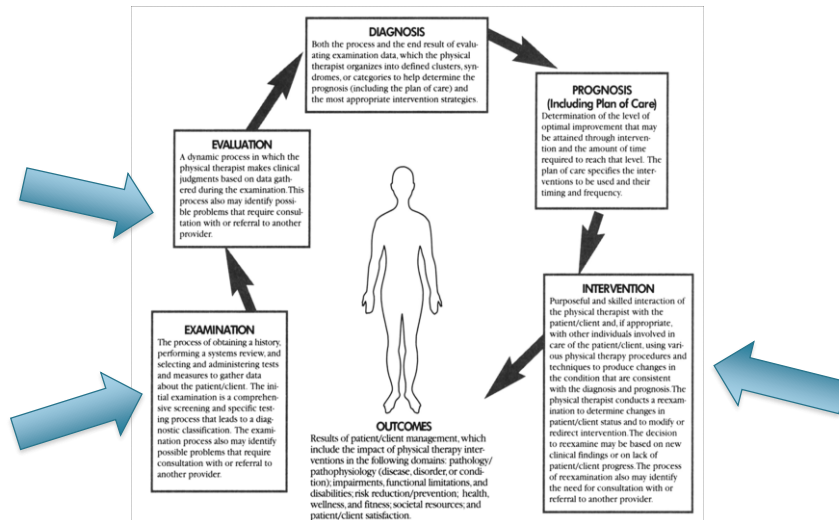 DIAGNOSIS
Both the process and the end result of evalu-
ating examination data, which the physical
therapist organizes into defined clusters, syn-
dromes, or categories to help determine the
prognosis (including the plan of care) and
the most appropriate intervention strategies.
PROGNOSIS
(Including Plan of Care)
Determination of the level of
optimal improvement that may
be attained through interven-
tion and the amount of time
required to reach that level. The
plan of care specifies the inter-
ventions to be used and their
timing and frequency.
EVALUATION
A dynamic process in which the
physical therapist makes clinical
judgments based on data gath-
ered during the examination. This
process also may identify possi-
ble problems that require consul-
tation with or referral to another
provider.
INTERVENTION
Purposeful and skilled interaction of
the physical therapist with the
patient/client and, if appropriate,
with other individuals involved in
care of the patient/client, using vari-
ous physical therapy procedures and
techniques to produce changes in
the condition that are consistent
with the diagnosis and prognosis. The
physical therapist conducts a reexam-
ination to determine changes in
patient/client status and to modify or
redirect intervention. The decision
to reexamine may be based on new
clinical findings or on lack of
patient/client progress. The process
of reexamination also may identify
the need for consultation with or
referral to another provider.
EXAMINATION
The process of obtaining a history,
performing a systems review, and
selecting and administering tests
and measures to gather data
about the patient/client. The ini-
tial examination is a comprehen-
sive screening and specific test-
ing process that leads to a diag-
nostic classification. The exami-
nation process also may identify
possible problems that require
consultation with or referral to
another provider.
OUTCOMES
Results of patient/client management, which
include the impact of physical therapy inter-
ventions in the following domains: pathology/
pathophysiology (disease, disorder, or condi-
tion); impairments, functional limitations, and
disabilities; risk reduction/prevention; health,
wellness, and fitness; societal resources; and
patient/client satisfaction.